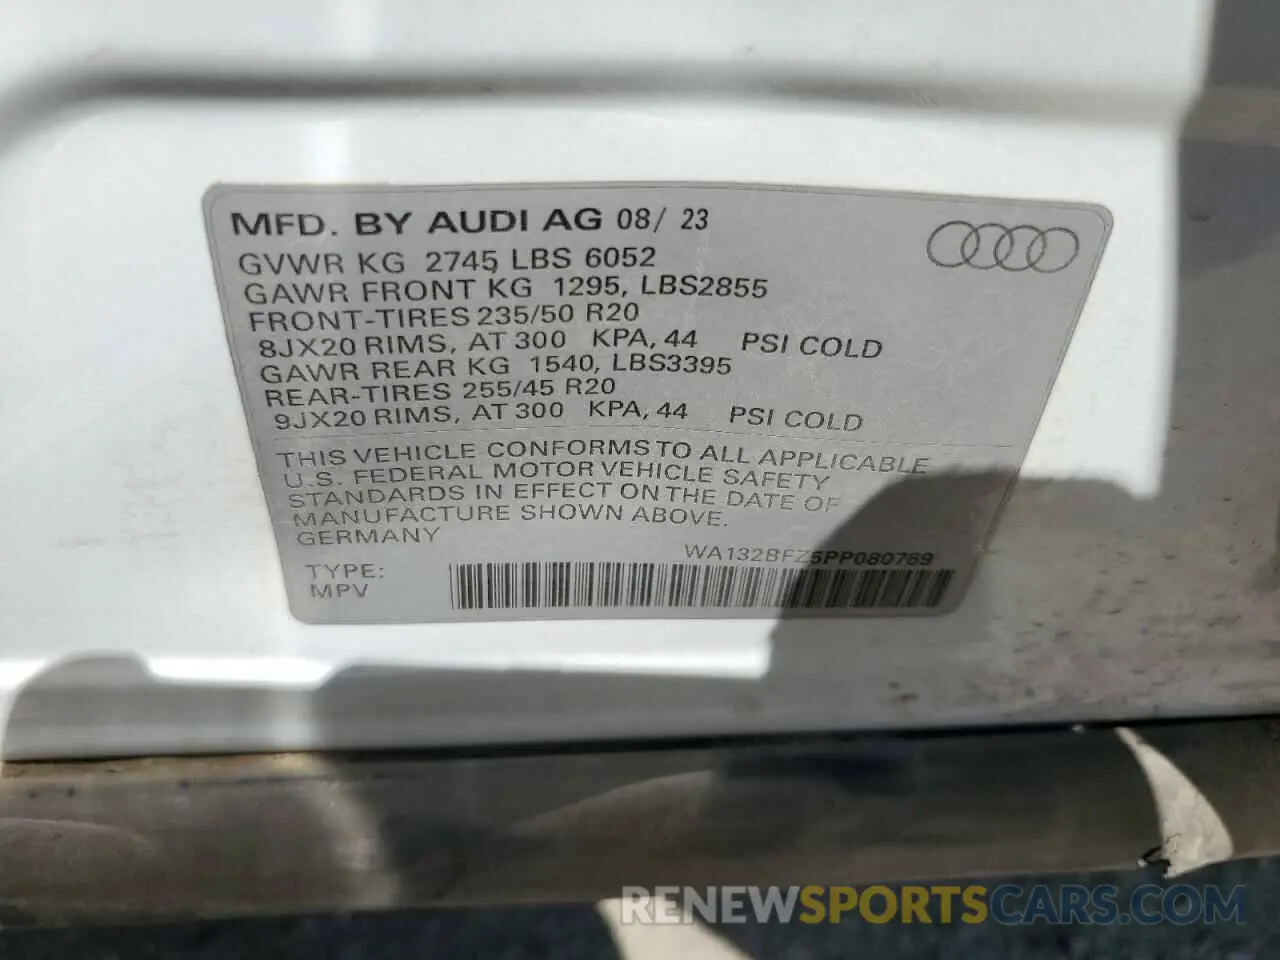 MFD. BY AUDI AG 08/ 23
GVWR KG 2745, LBS 6052
GAWR FRONT KG 1295, LBS2855
FRONT-TIRES 235/50 R20
8JX20 RIMS, AT 300 KPA, 44 PSI COLD
GAWR REAR KG 1540, LBS3395
REAR-TIRES 255/45 R20
9JX20 RIMS, AT 300 KPA, 44 PSI COLD
THIS VEHICLE CONFORMS TO ALL APPLICABLE
U.S. FEDERAL MOTOR VEHICLE SAFETY
STANDARDS IN EFFECT ON THE DATE OF
MANUFACTURE SHOWN ABOVE.
GERMANY
WA132BFZ5PP080769
TYPE:
MPV
RENEWSPORTSCARS.COM